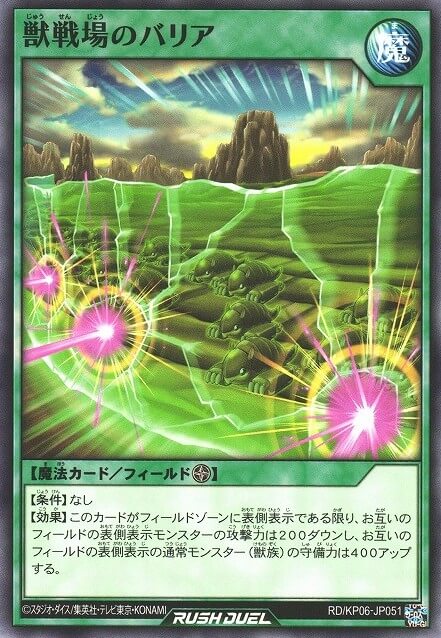 獣戦場のバリア
魔
【魔法カード/フィールド】
【条件】なし
【効果】このカードがフィールドゾーンに表側表示である限り、お互いの
フィールドの表側表示モンスターの攻撃力は200ダウンし、お互いの
フィールドの表側表示の通常モンスター(獣族)の守備力は400アップ
する。
©スタジオ・ダイス/集英社・テレビ東京・KONAMI
RUSH DUEL
RD/KP06-JP051